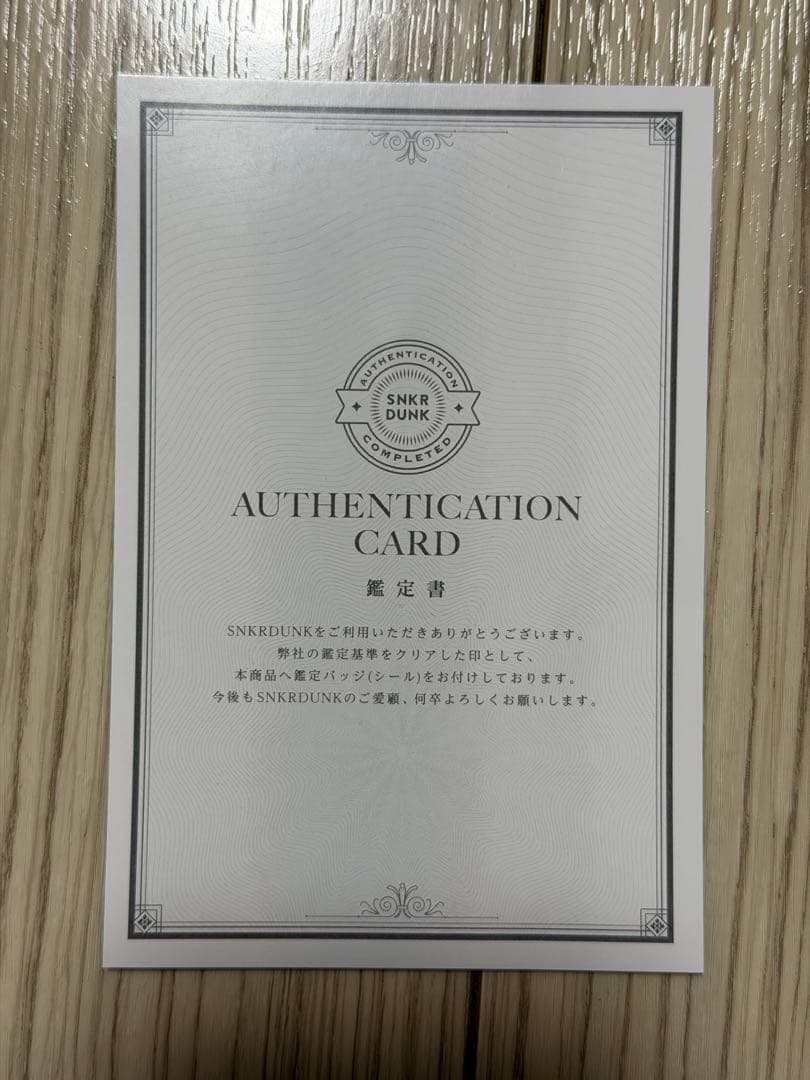 AUTHENTICATION
SNKR
DUNK
COMPLETED
AUTHENTICATION
CARD
鑑定書
SNKRDUNKをご利用いただきありがとうございます。
弊社の鑑定基準をクリアした印として、
本商品へ鑑定バッジ(シール)をお付けしております。
今後もSNKRDUNKのご愛顧、何卒よろしくお願いします。